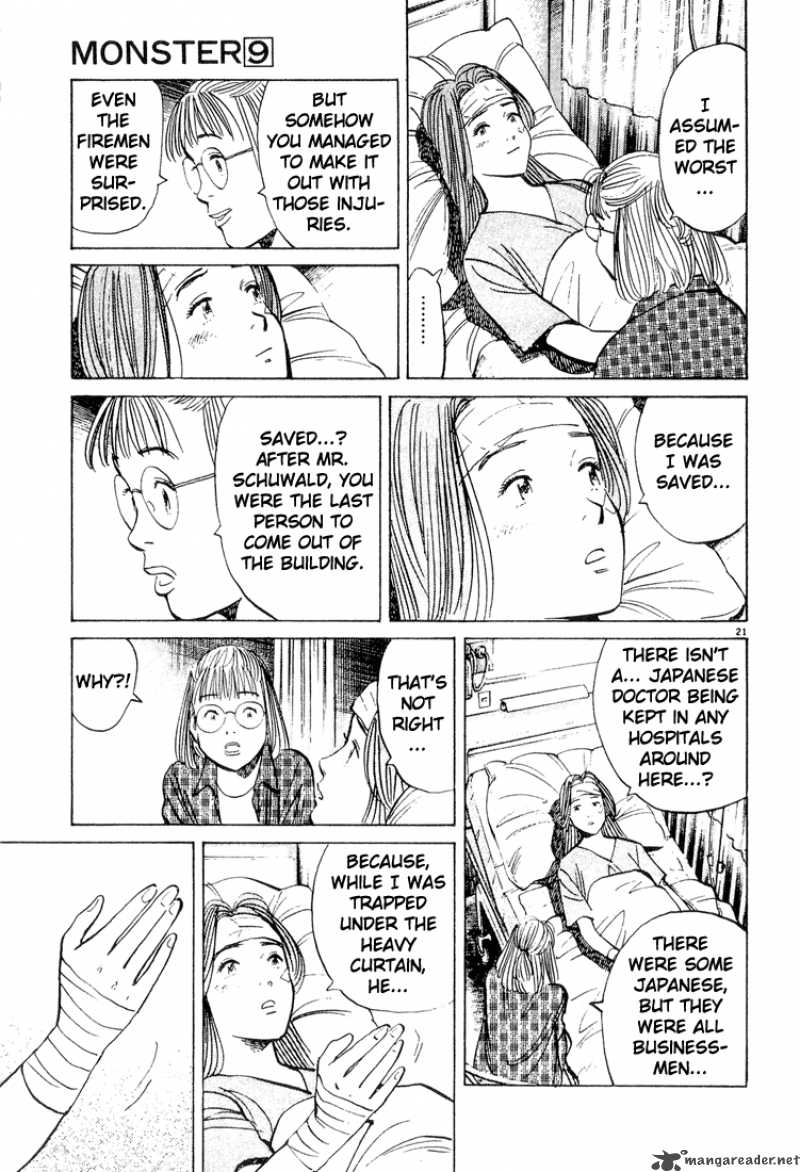 MONSTER9
I
ASSUM-
ED THE
WORST
...
.........
EVEN
THE
FIREMEN
WERE
SUR-
PRISED.
BUT
SOMEHOW
YOU MANAGED
TO MAKE IT
OUT WITH
THOSE INJU-
RIES.
BECAUSE
I WAS
SAVED...
SAVED...?
AFTER MR.
SCHUWALD, YOU
WERE THE LAST
PERSON TO
COME OUT OF
THE BUILDING.
21
THERE ISN'T
A... JAPANESE
DOCTOR BEING
KEPT IN ANY
HOSPITALS
AROUND
HERE...?
THERE
WERE SOME
JAPANESE,
BUT THEY
WERE ALL
BUSINESS-
MEN...
THAT'S
NOT
RIGHT
...
WHY?!
BECAUSE,
WHILE I WAS
TRAPPED
UNDER THE
HEAVY
CURTAIN,
HE...
mangareader.net